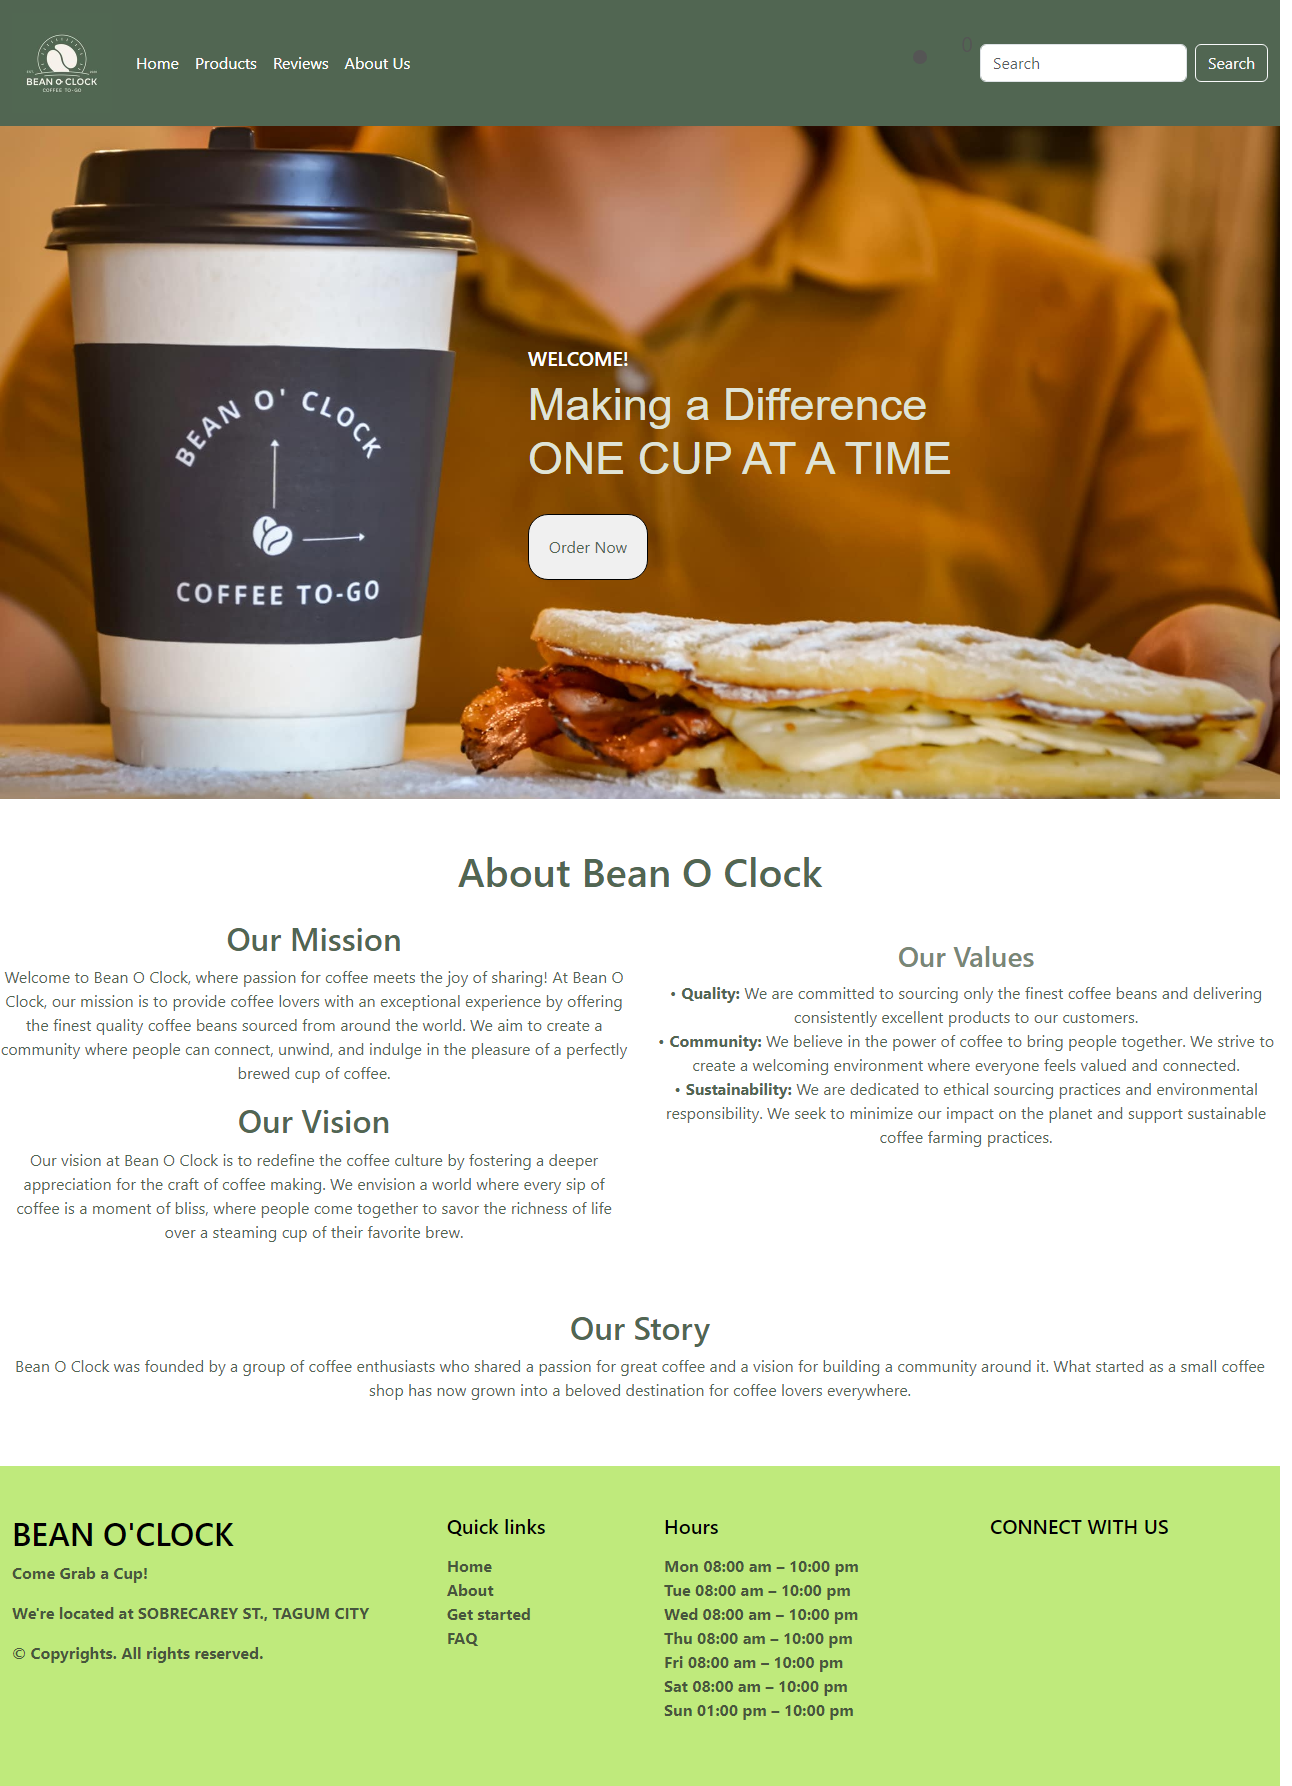 BEAN O CLOCK
COFFEE TO-GO
Home Products Reviews About Us
0
Search
Search
BEAN O' CLOCK
COFFEE TO-GO
WELCOME!
Making a Difference
ONE CUP AT A TIME
Order Now
About Bean O Clock
Our Mission
Welcome to Bean O Clock, where passion for coffee meets the joy of sharing! At Bean O
Clock, our mission is to provide coffee lovers with an exceptional experience by offering
the finest quality coffee beans sourced from around the world. We aim to create a
community where people can connect, unwind, and indulge in the pleasure of a perfectly
brewed cup of coffee.
Our Vision
Our vision at Bean O Clock is to redefine the coffee culture by fostering a deeper
appreciation for the craft of coffee making. We envision a world where every sip of
coffee is a moment of bliss, where people come together to savor the richness of life
over a steaming cup of their favorite brew.
Our Values
• Quality: We are committed to sourcing only the finest coffee beans and delivering
consistently excellent products to our customers.
• Community: We believe in the power of coffee to bring people together. We strive to
create a welcoming environment where everyone feels valued and connected.
• Sustainability: We are dedicated to ethical sourcing practices and environmental
responsibility. We seek to minimize our impact on the planet and support sustainable
coffee farming practices.
Our Story
Bean O Clock was founded by a group of coffee enthusiasts who shared a passion for great coffee and a vision for building a community around it. What started as a small coffee
shop has now grown into a beloved destination for coffee lovers everywhere.
BEAN O'CLOCK
Come Grab a Cup!
We're located at SOBRECAREY ST., TAGUM CITY
© Copyrights. All rights reserved.
Quick links
Home
About
Get started
FAQ
Hours
Mon 08:00 am – 10:00 pm
Tue 08:00 am – 10:00 pm
Wed 08:00 am – 10:00 pm
Thu 08:00 am – 10:00 pm
Fri 08:00 am – 10:00 pm
Sat 08:00 am – 10:00 pm
Sun 01:00 pm – 10:00 pm
CONNECT WITH US